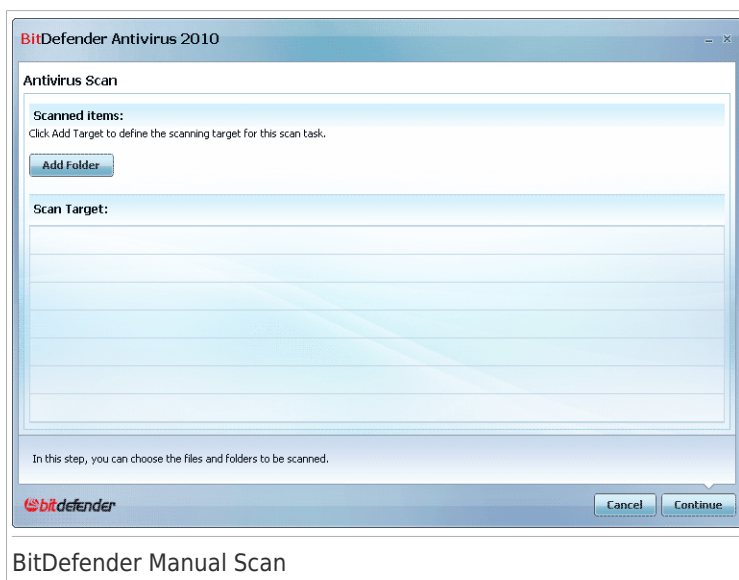 BitDefender Antivirus 2010
Antivirus Scan
Scanned items:
Click Add Target to define the scanning target for this scan task.
Add Folder
Scan Target:
In this step, you can choose the files and folders to be scanned.
bitdefender
Cancel
Continue
BitDefender Manual Scan